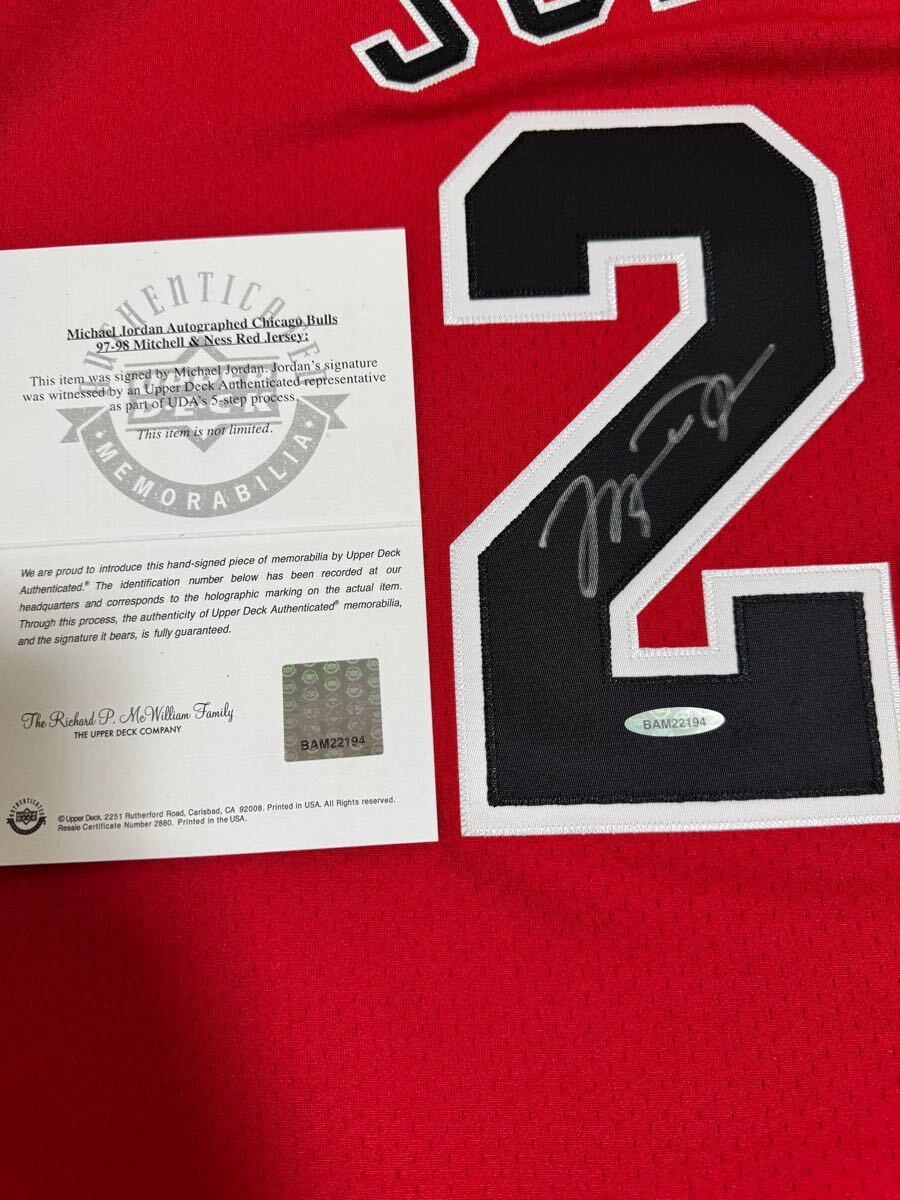 JO
AUTHENTICATED
Michael Jordan Autographed Chicago Bulls
97-98 Mitchell & Ness Red Jersey:
This item was signed by Michael Jordan. Jordan's signature
was witnessed by an Upper Deck Authenticated representative
as part of UDA's 5-step process.
This item is not limited.
UPPER
DECK
MEMORABILIA
We are proud to introduce this hand-signed piece of memorabilia by Upper Deck
Authenticated.® The identification number below has been recorded at our
headquarters and corresponds to the holographic marking on the actual item.
Through this process, the authenticity of Upper Deck Authenticated® memorabilia,
and the signature it bears, is fully guaranteed.
The Richard P. McWilliam Family
THE UPPER DECK COMPANY
BAM22194
© Upper Deck. 2251 Rutherford Road, Carlsbad, CA 92008. Printed in USA. All Rights reserved.
Resale Certificate Number 2880. Printed in the USA.
2
BAM22194